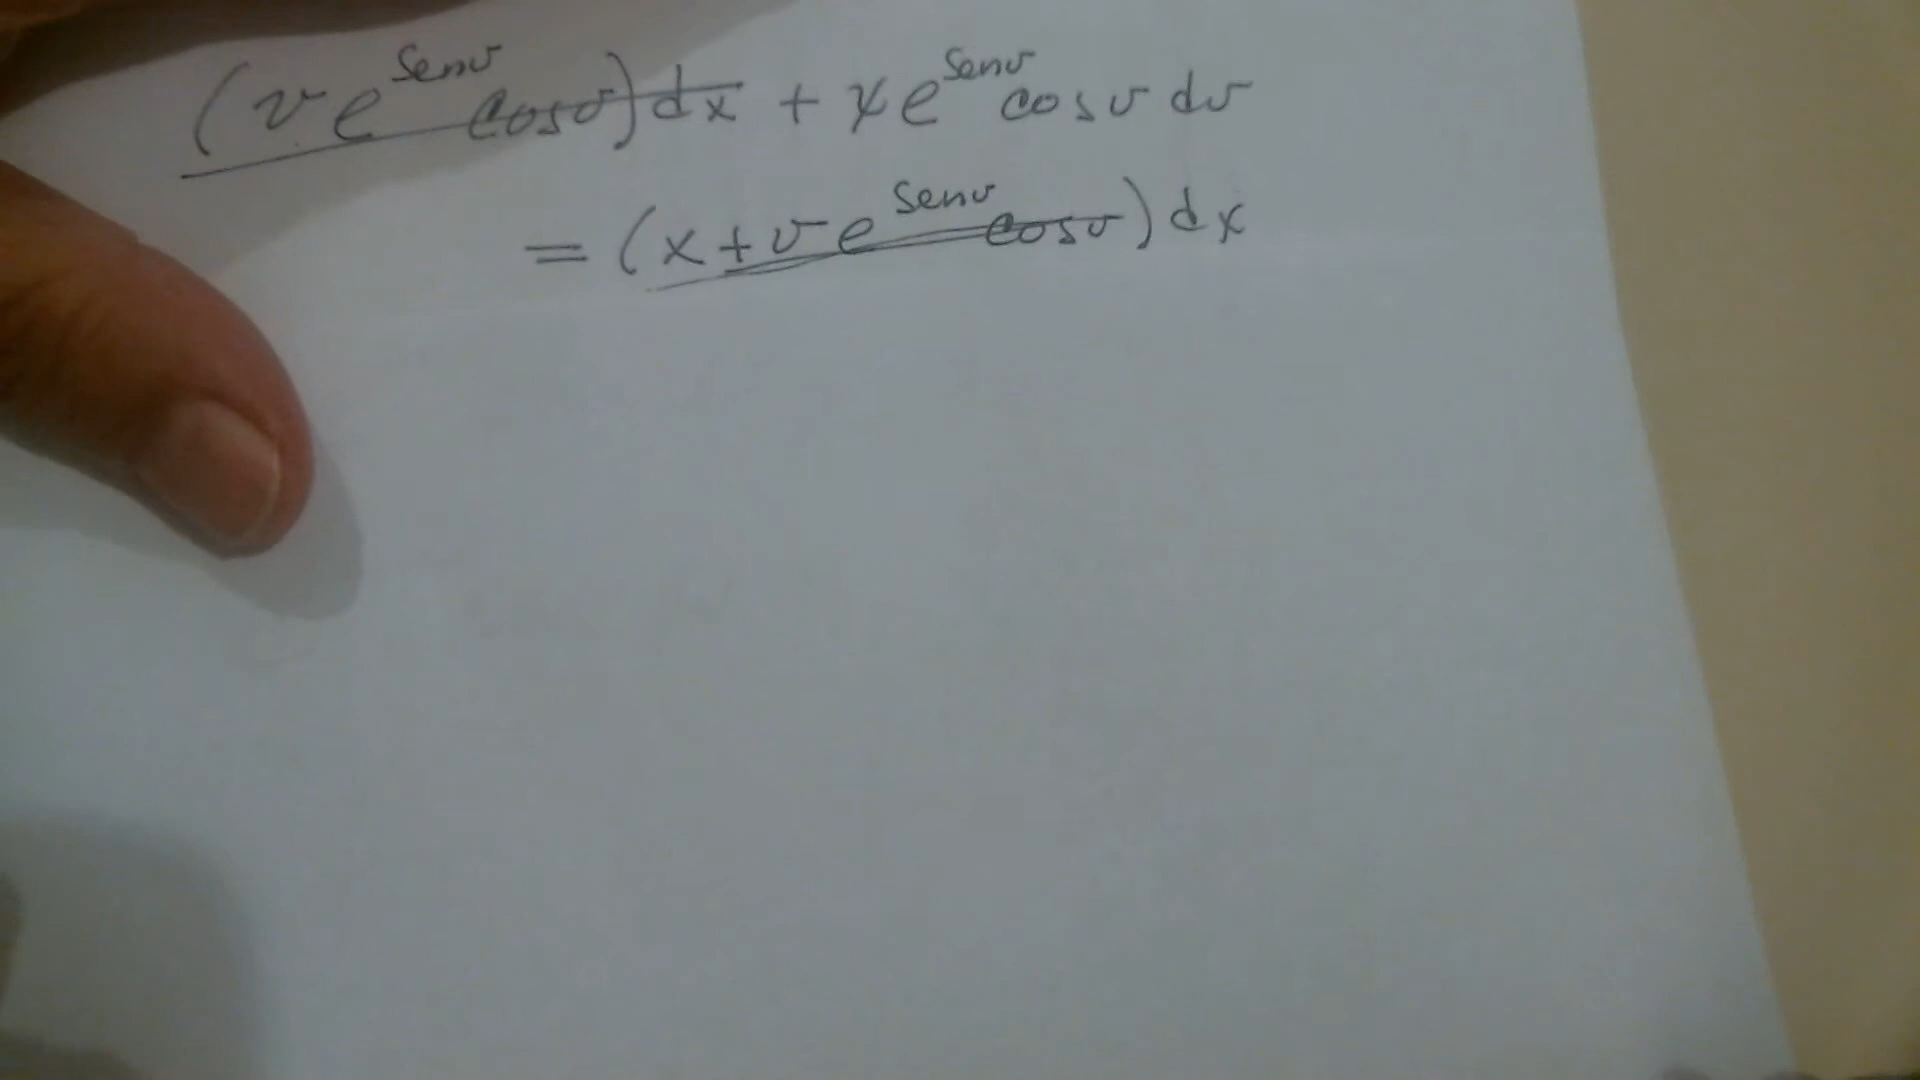 (v e^senv cosv)dx + x e^senv cosv dv
= (x + v e^senv cosv)dx